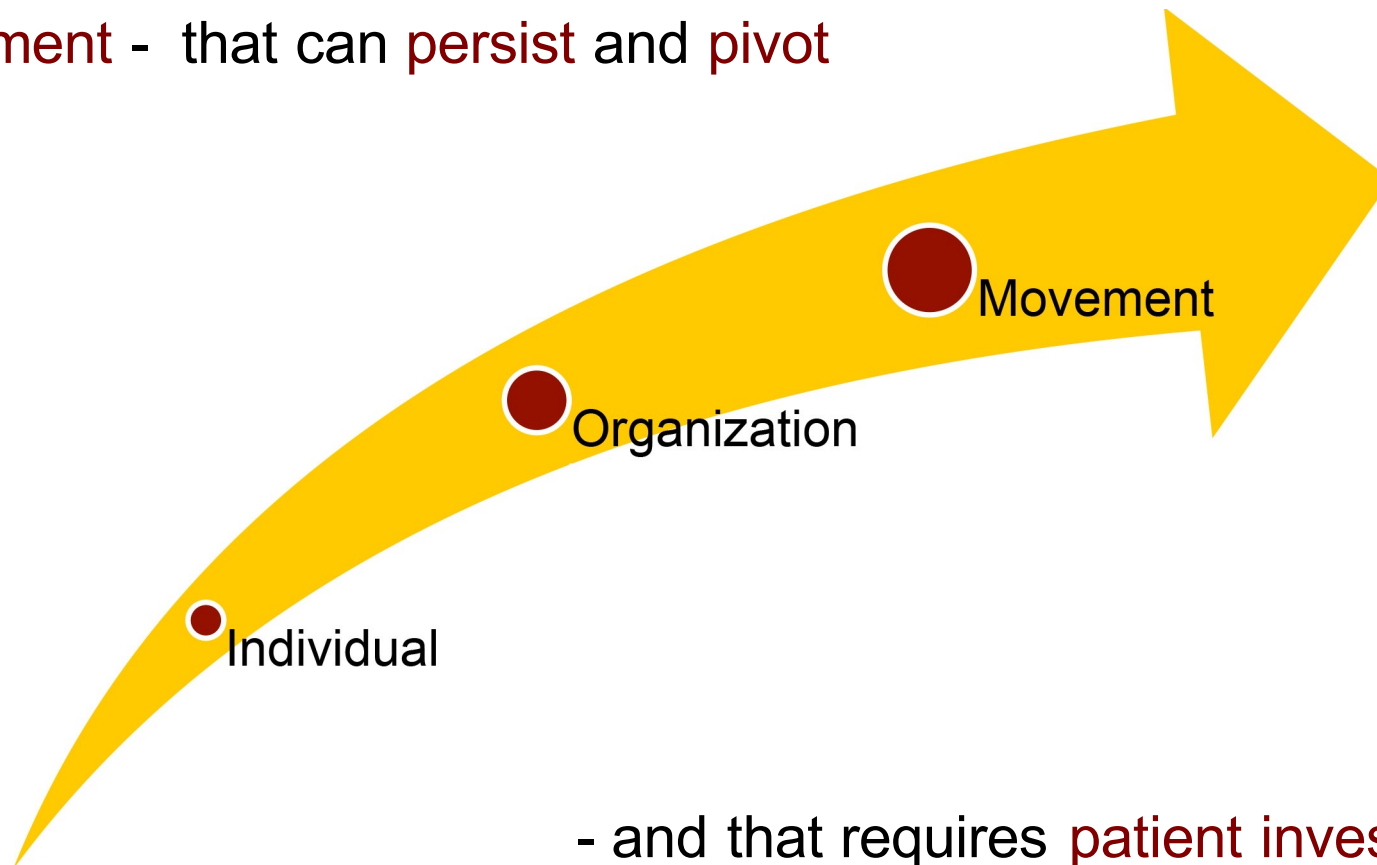 ment -  that can persist and pivot
Movement
Organization
Individual
- and that requires patient inves